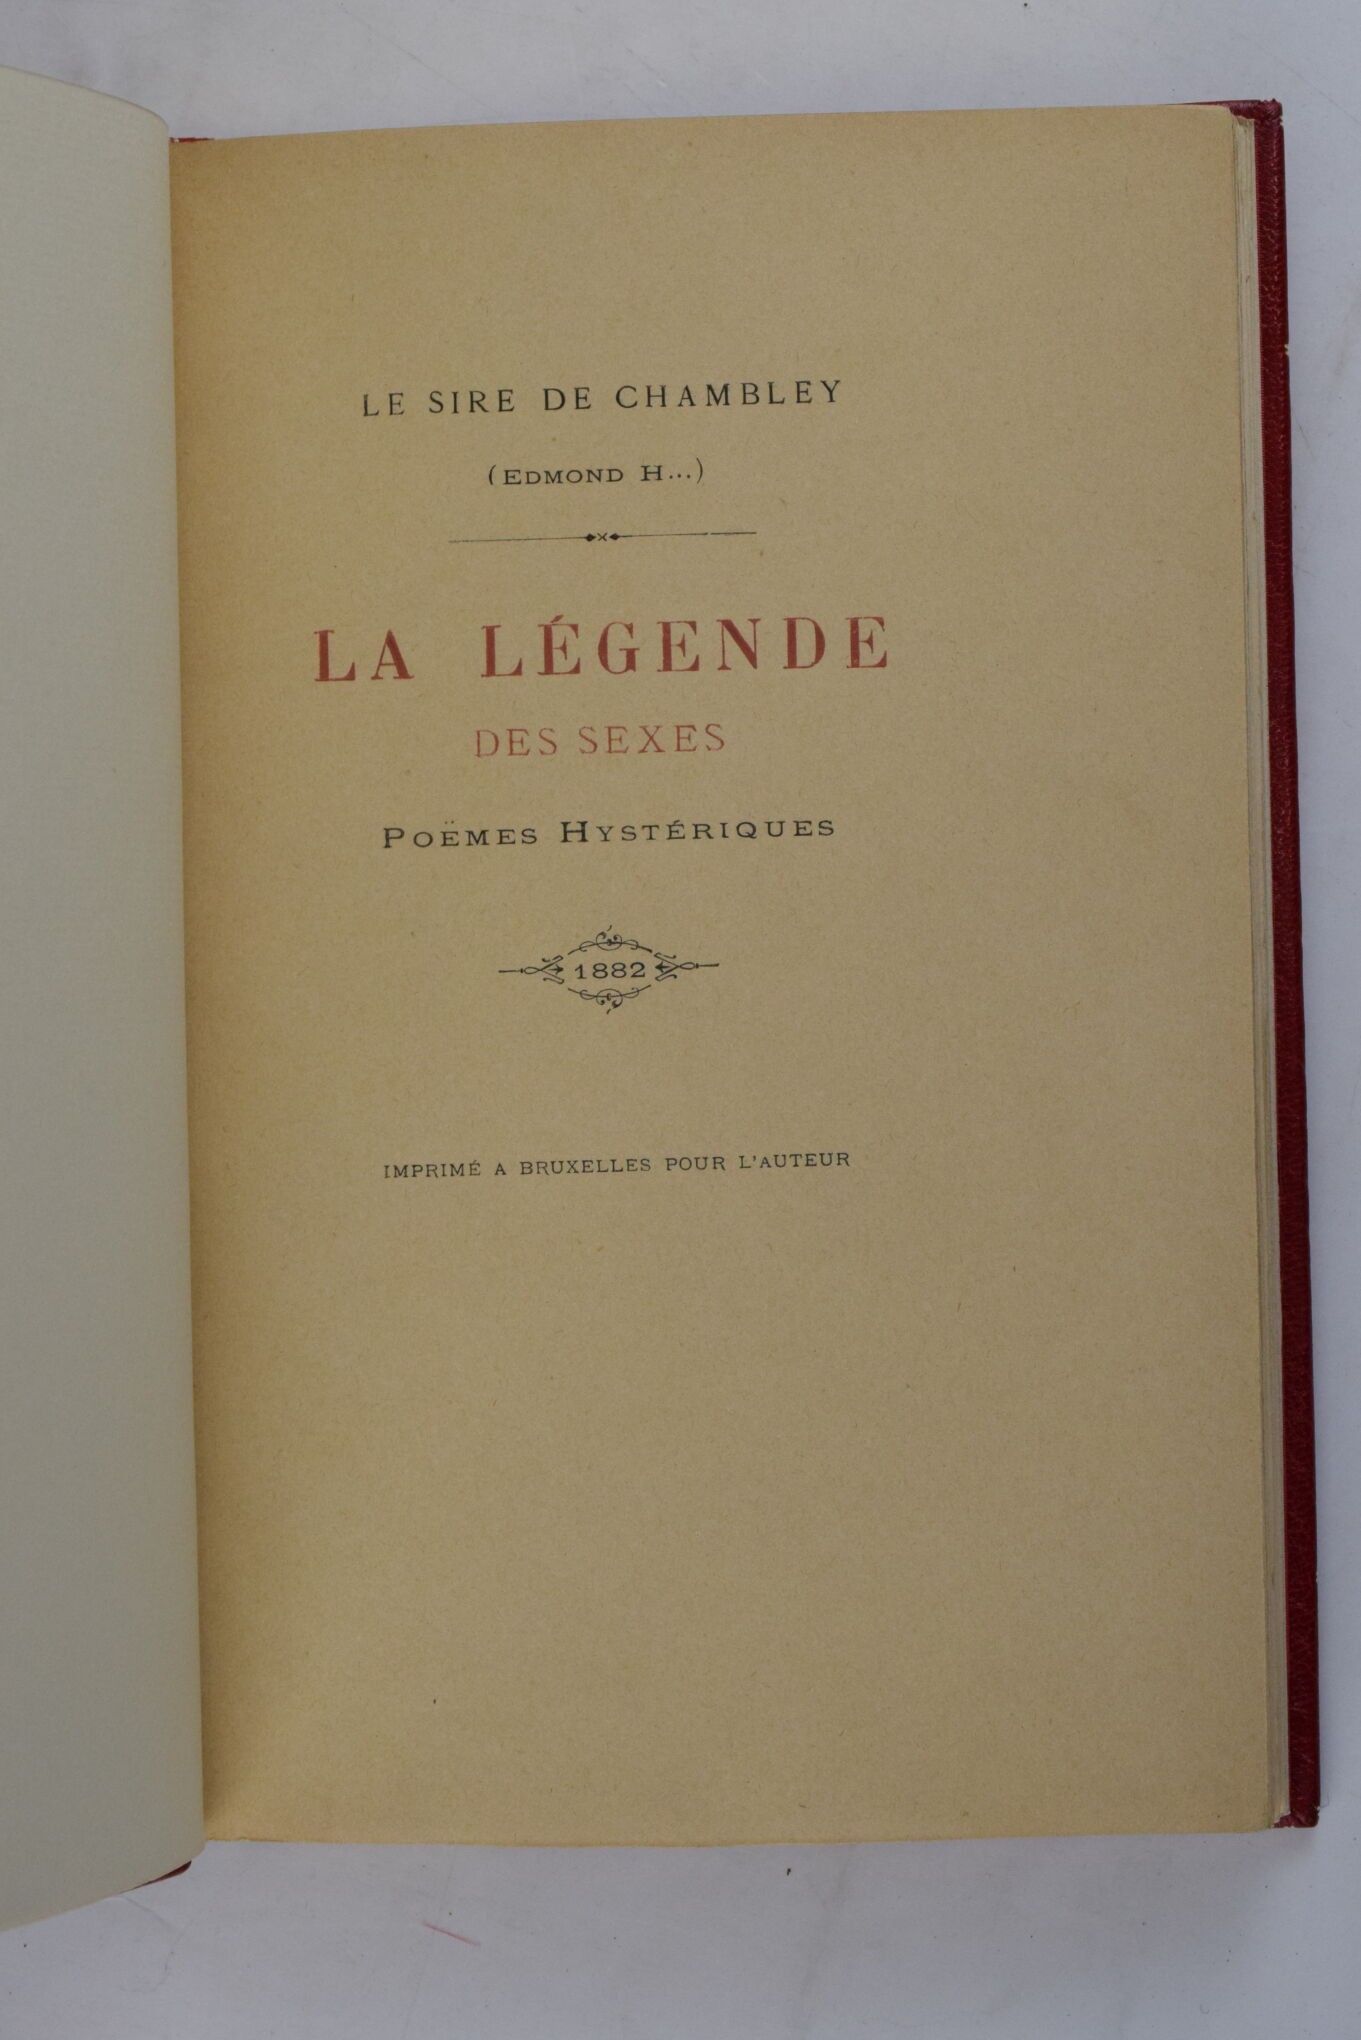 LE SIRE DE CHAMBLEY
(EDMOND H...)
LA LÉGENDE
DES SEXES
POËMES HYSTÉRIQUES
1882
IMPRIMÉ A BRUXELLES POUR L'AUTEUR